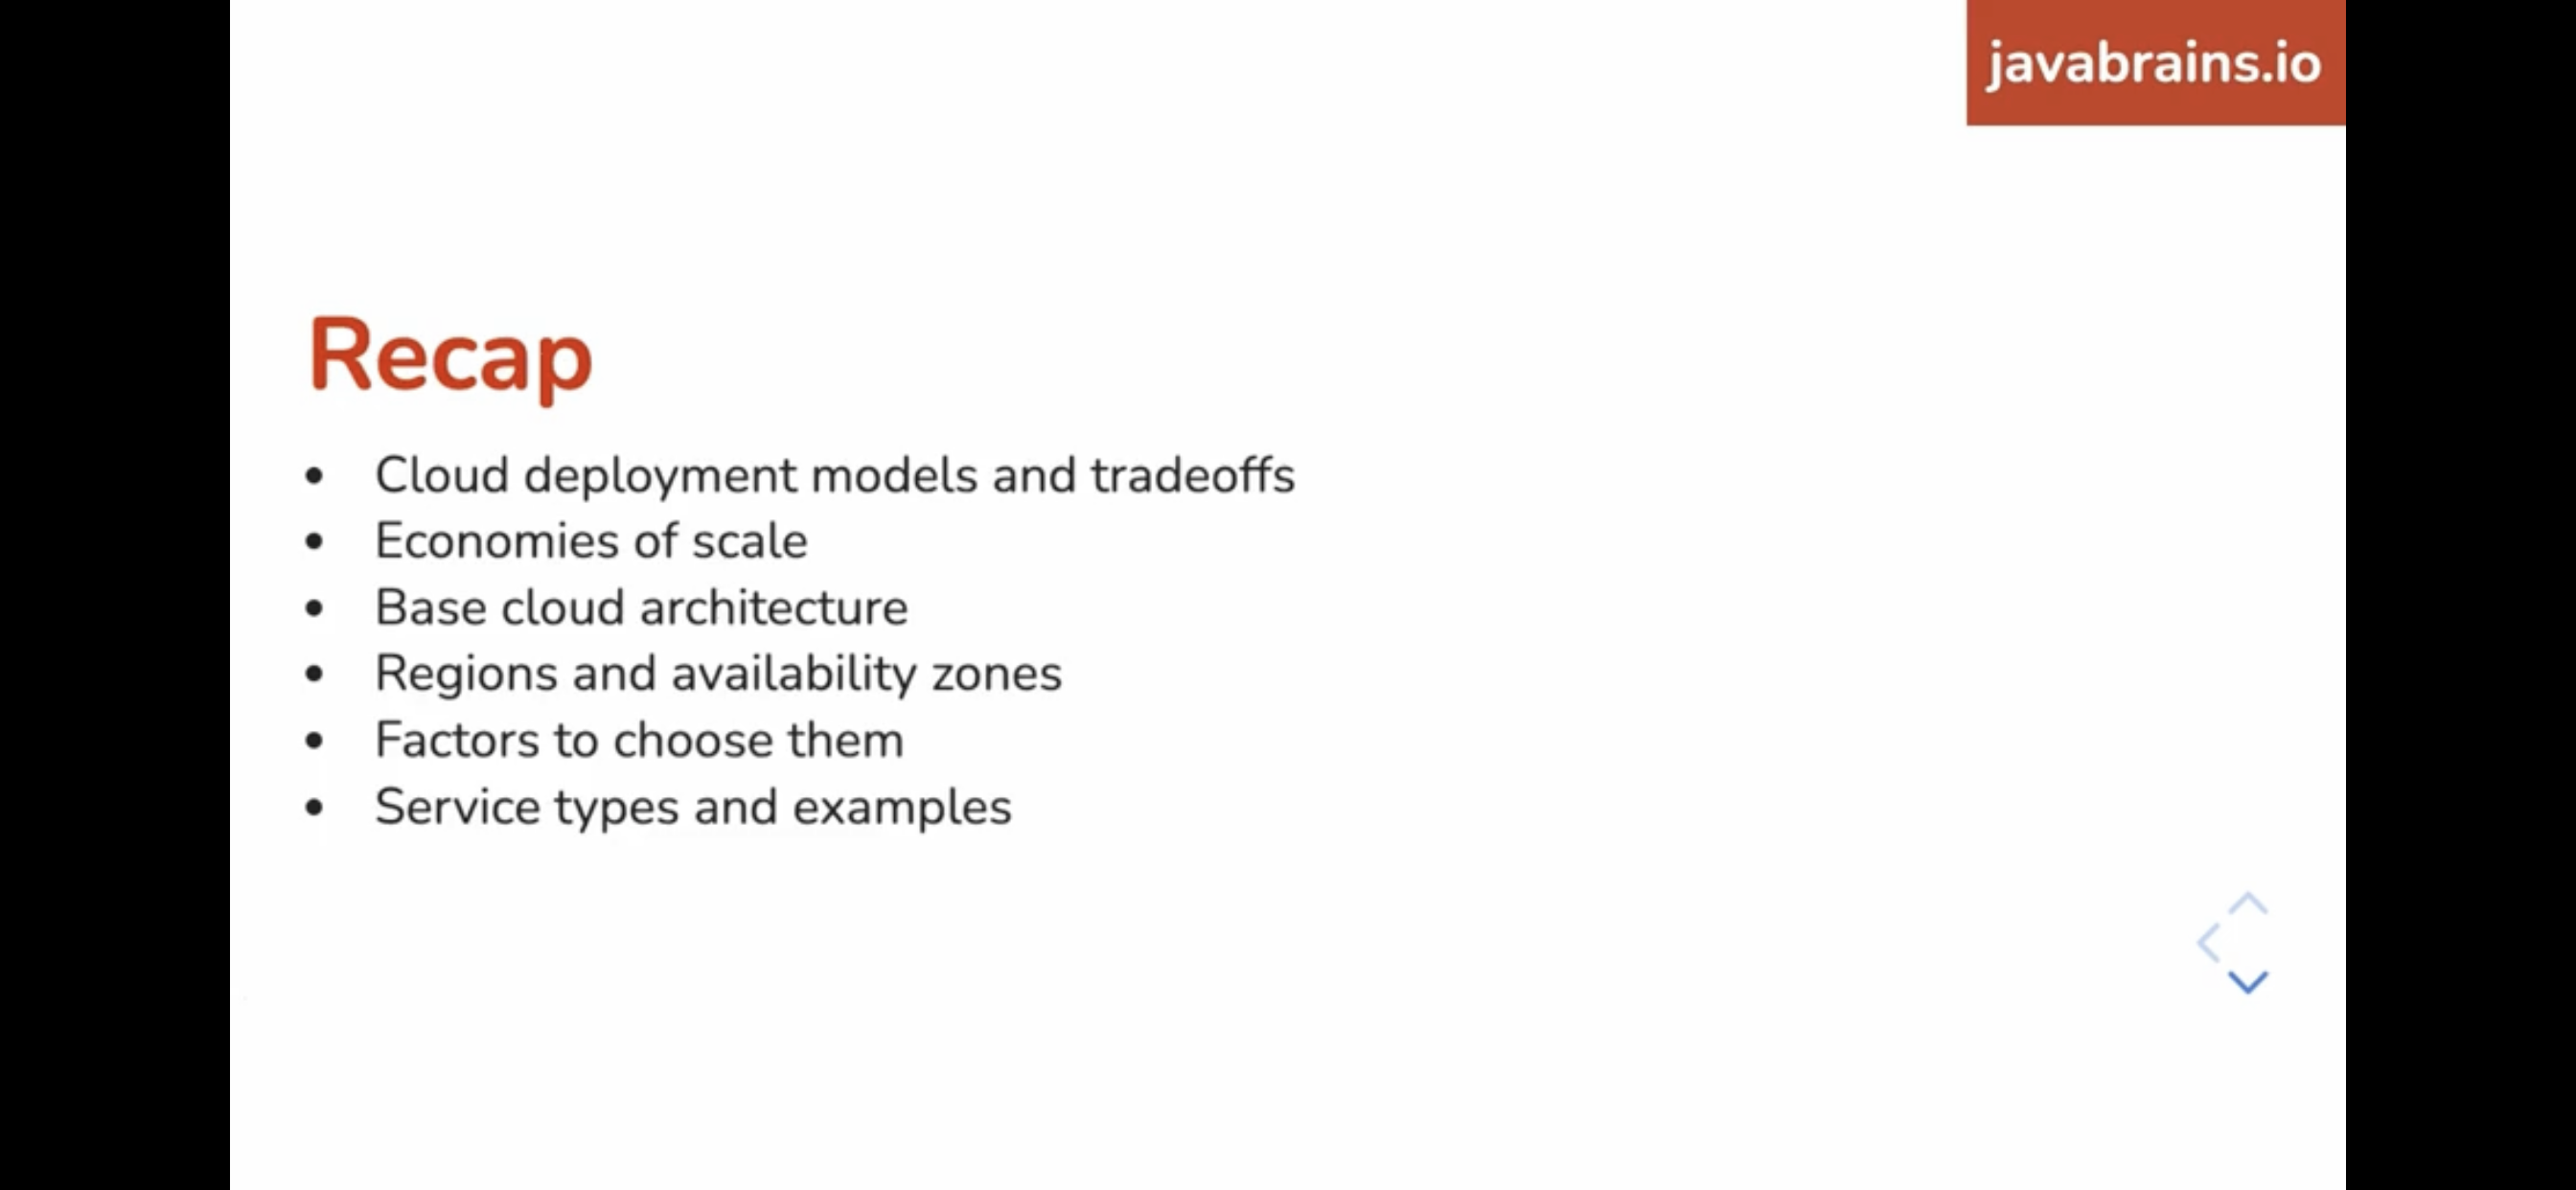 javabrains.io
Recap
• Cloud deployment models and tradeoffs
• Economies of scale
• Base cloud architecture
• Regions and availability zones
• Factors to choose them
• Service types and examples